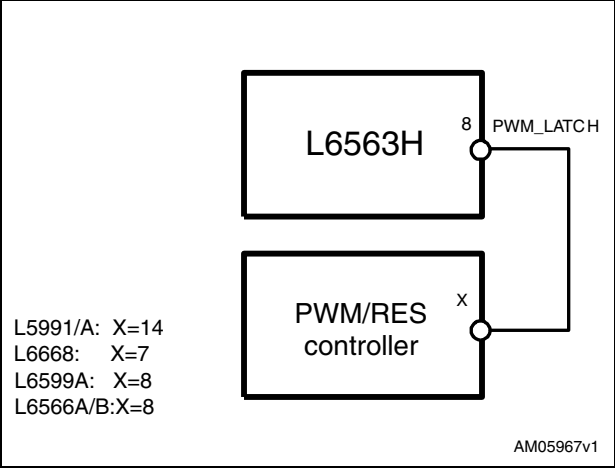 L6563H
8
PWM_LATCH
PWM/RES
controller
X
L5991/A: X=14
L6668: X=7
L6599A: X=8
L6566A/B:X=8
AM05967v1